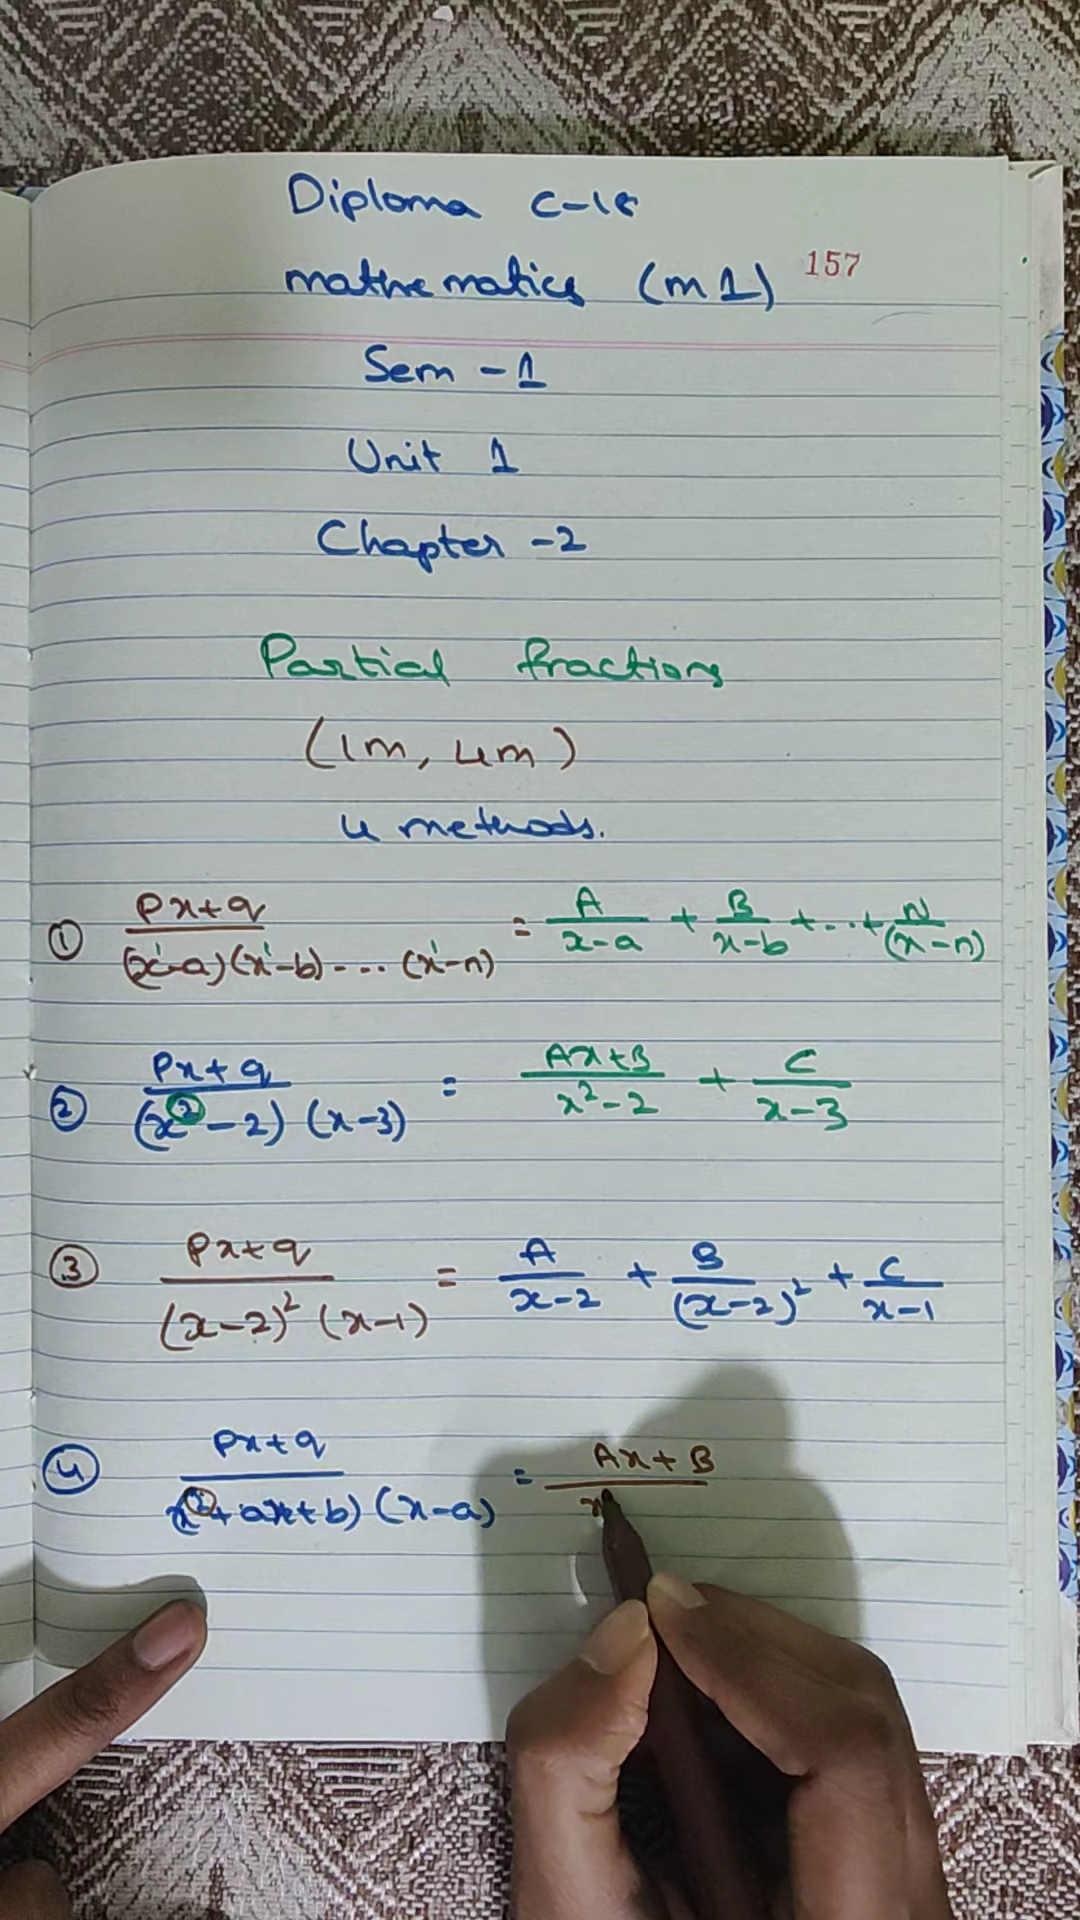 Diploma C-18
mathematics (m1)
157
Sem -1
Unit 1
Chapter -2
Partial fractions
(1m, 4m)
4 methods.
① Px+q / (x-a)(x-b)---(x-n) = A/(x-a) + B/(x-b) +...+ N/(x-n)
② Px+q / (x²-2)(x-3) = Ax+B / x²-2 + C / x-3
③ Px+q / (x-2)² (x-1) = A / x-2 + B / (x-2)² + C / x-1
④ Px+q / x²+ax+b) (x-a) = Ax+B / x